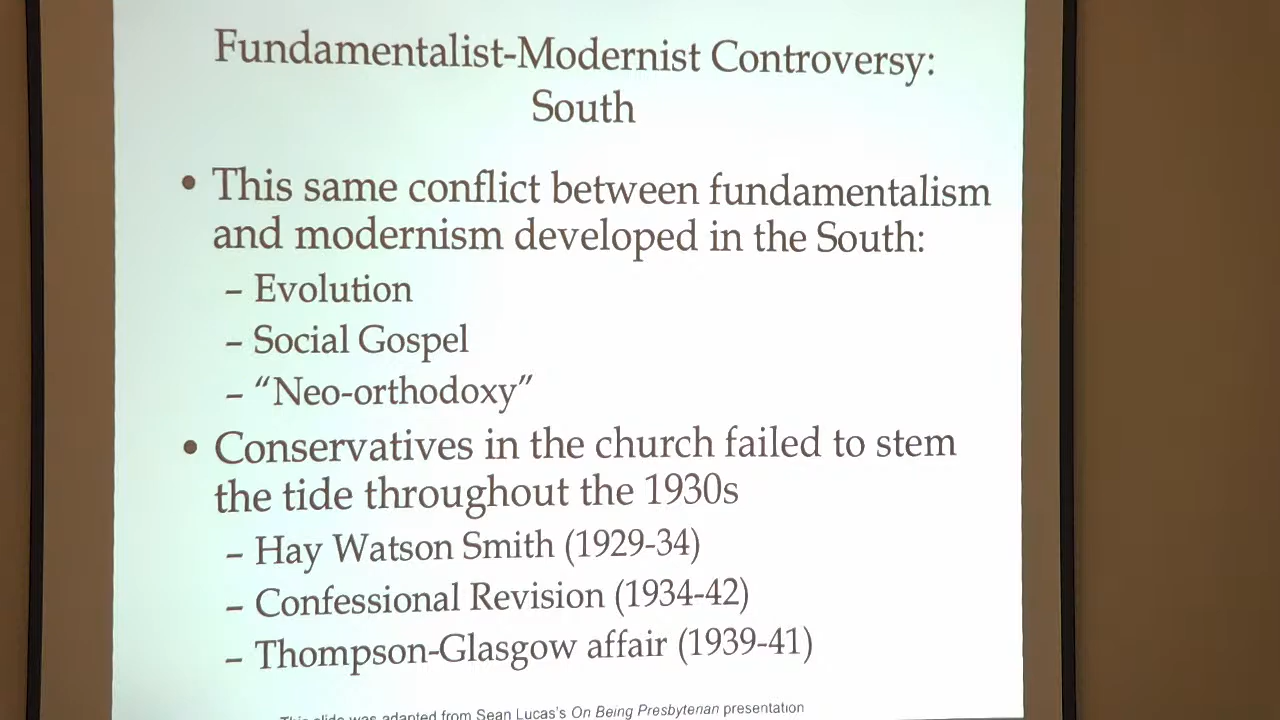 Fundamentalist-Modernist Controversy:
South
• This same conflict between fundamentalism
and modernism developed in the South:
– Evolution
– Social Gospel
– “Neo-orthodoxy”
• Conservatives in the church failed to stem
the tide throughout the 1930s
– Hay Watson Smith (1929-34)
– Confessional Revision (1934-42)
– Thompson-Glasgow affair (1939-41)
This slide was adapted from Sean Lucas's On Being Presbyterian presentation